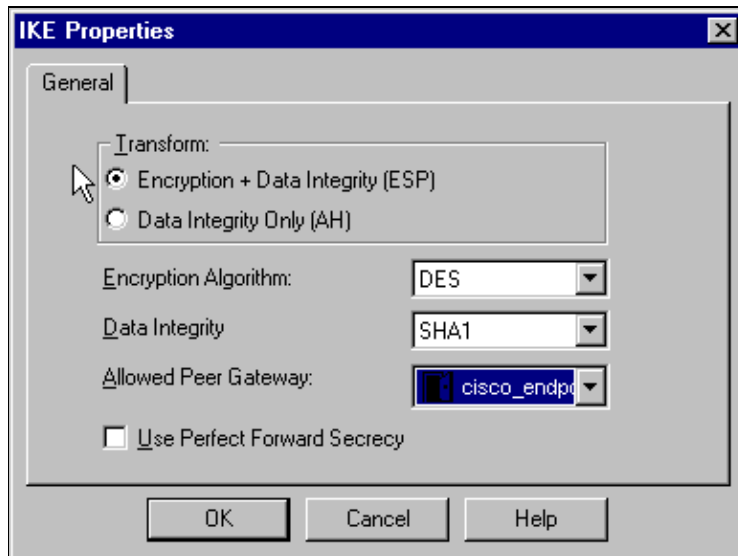 IKE Properties
General
Transform:
Encryption + Data Integrity (ESP)
Data Integrity Only (AH)
Encryption Algorithm: DES
Data Integrity SHA1
Allowed Peer Gateway: cisco_endpo
Use Perfect Forward Secrecy
OK Cancel Help